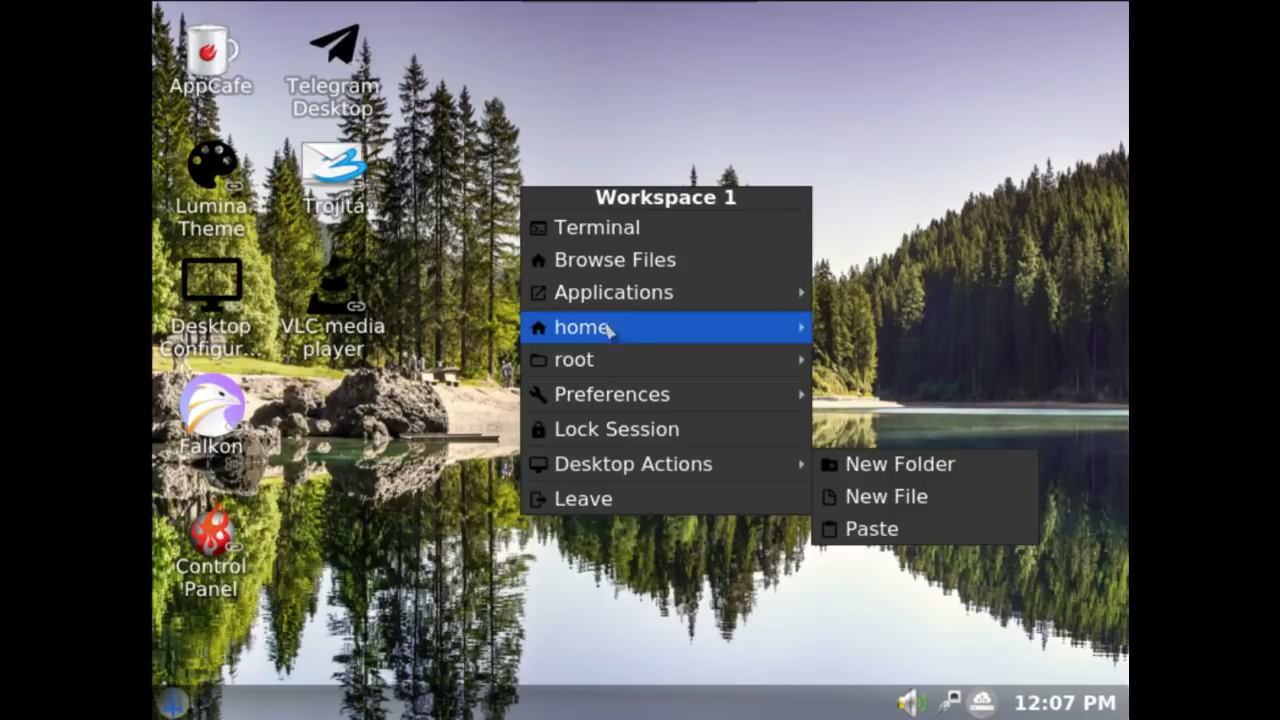 AppCafe
Telegram
Desktop
Lumina
Theme
Trojitá
Desktop
Configur...
VLC media
player
Falkon
Control
Panel
Workspace 1
Terminal
Browse Files
Applications
home
root
Preferences
Lock Session
Desktop Actions
Leave
New Folder
New File
Paste
12:07 PM